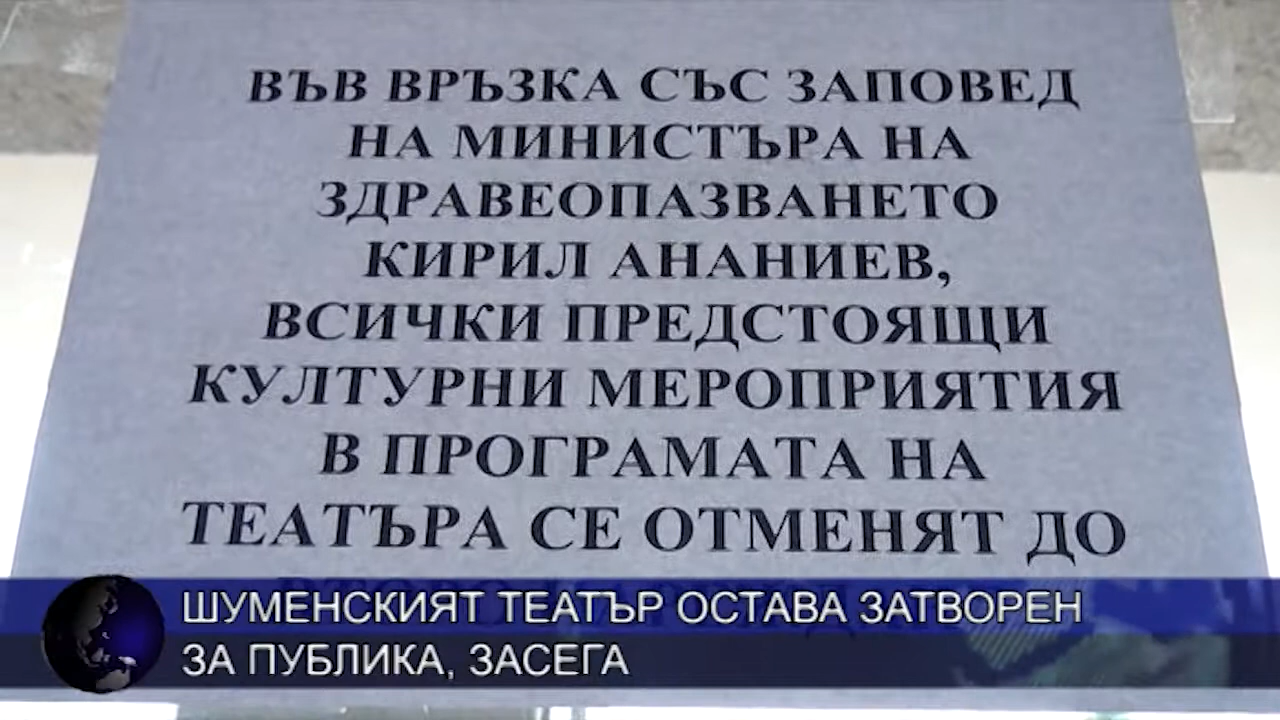 ВЪВ ВРЪЗКА СЪС ЗАПОВЕД
НА МИНИСТЪРА НА
ЗДРАВЕОПАЗВАНЕТО
КИРИЛ АНАНИЕВ,
ВСИЧКИ ПРЕДСТОЯЩИ
КУЛТУРНИ МЕРОПРИЯТИЯ
В ПРОГРАМАТА НА
ТЕАТЪРА СЕ ОТМЕНЯТ ДО
ШУМЕНСКИЯТ ТЕАТЪР ОСТАВА ЗАТВОРЕН
ЗА ПУБЛИКА, ЗАСЕГА